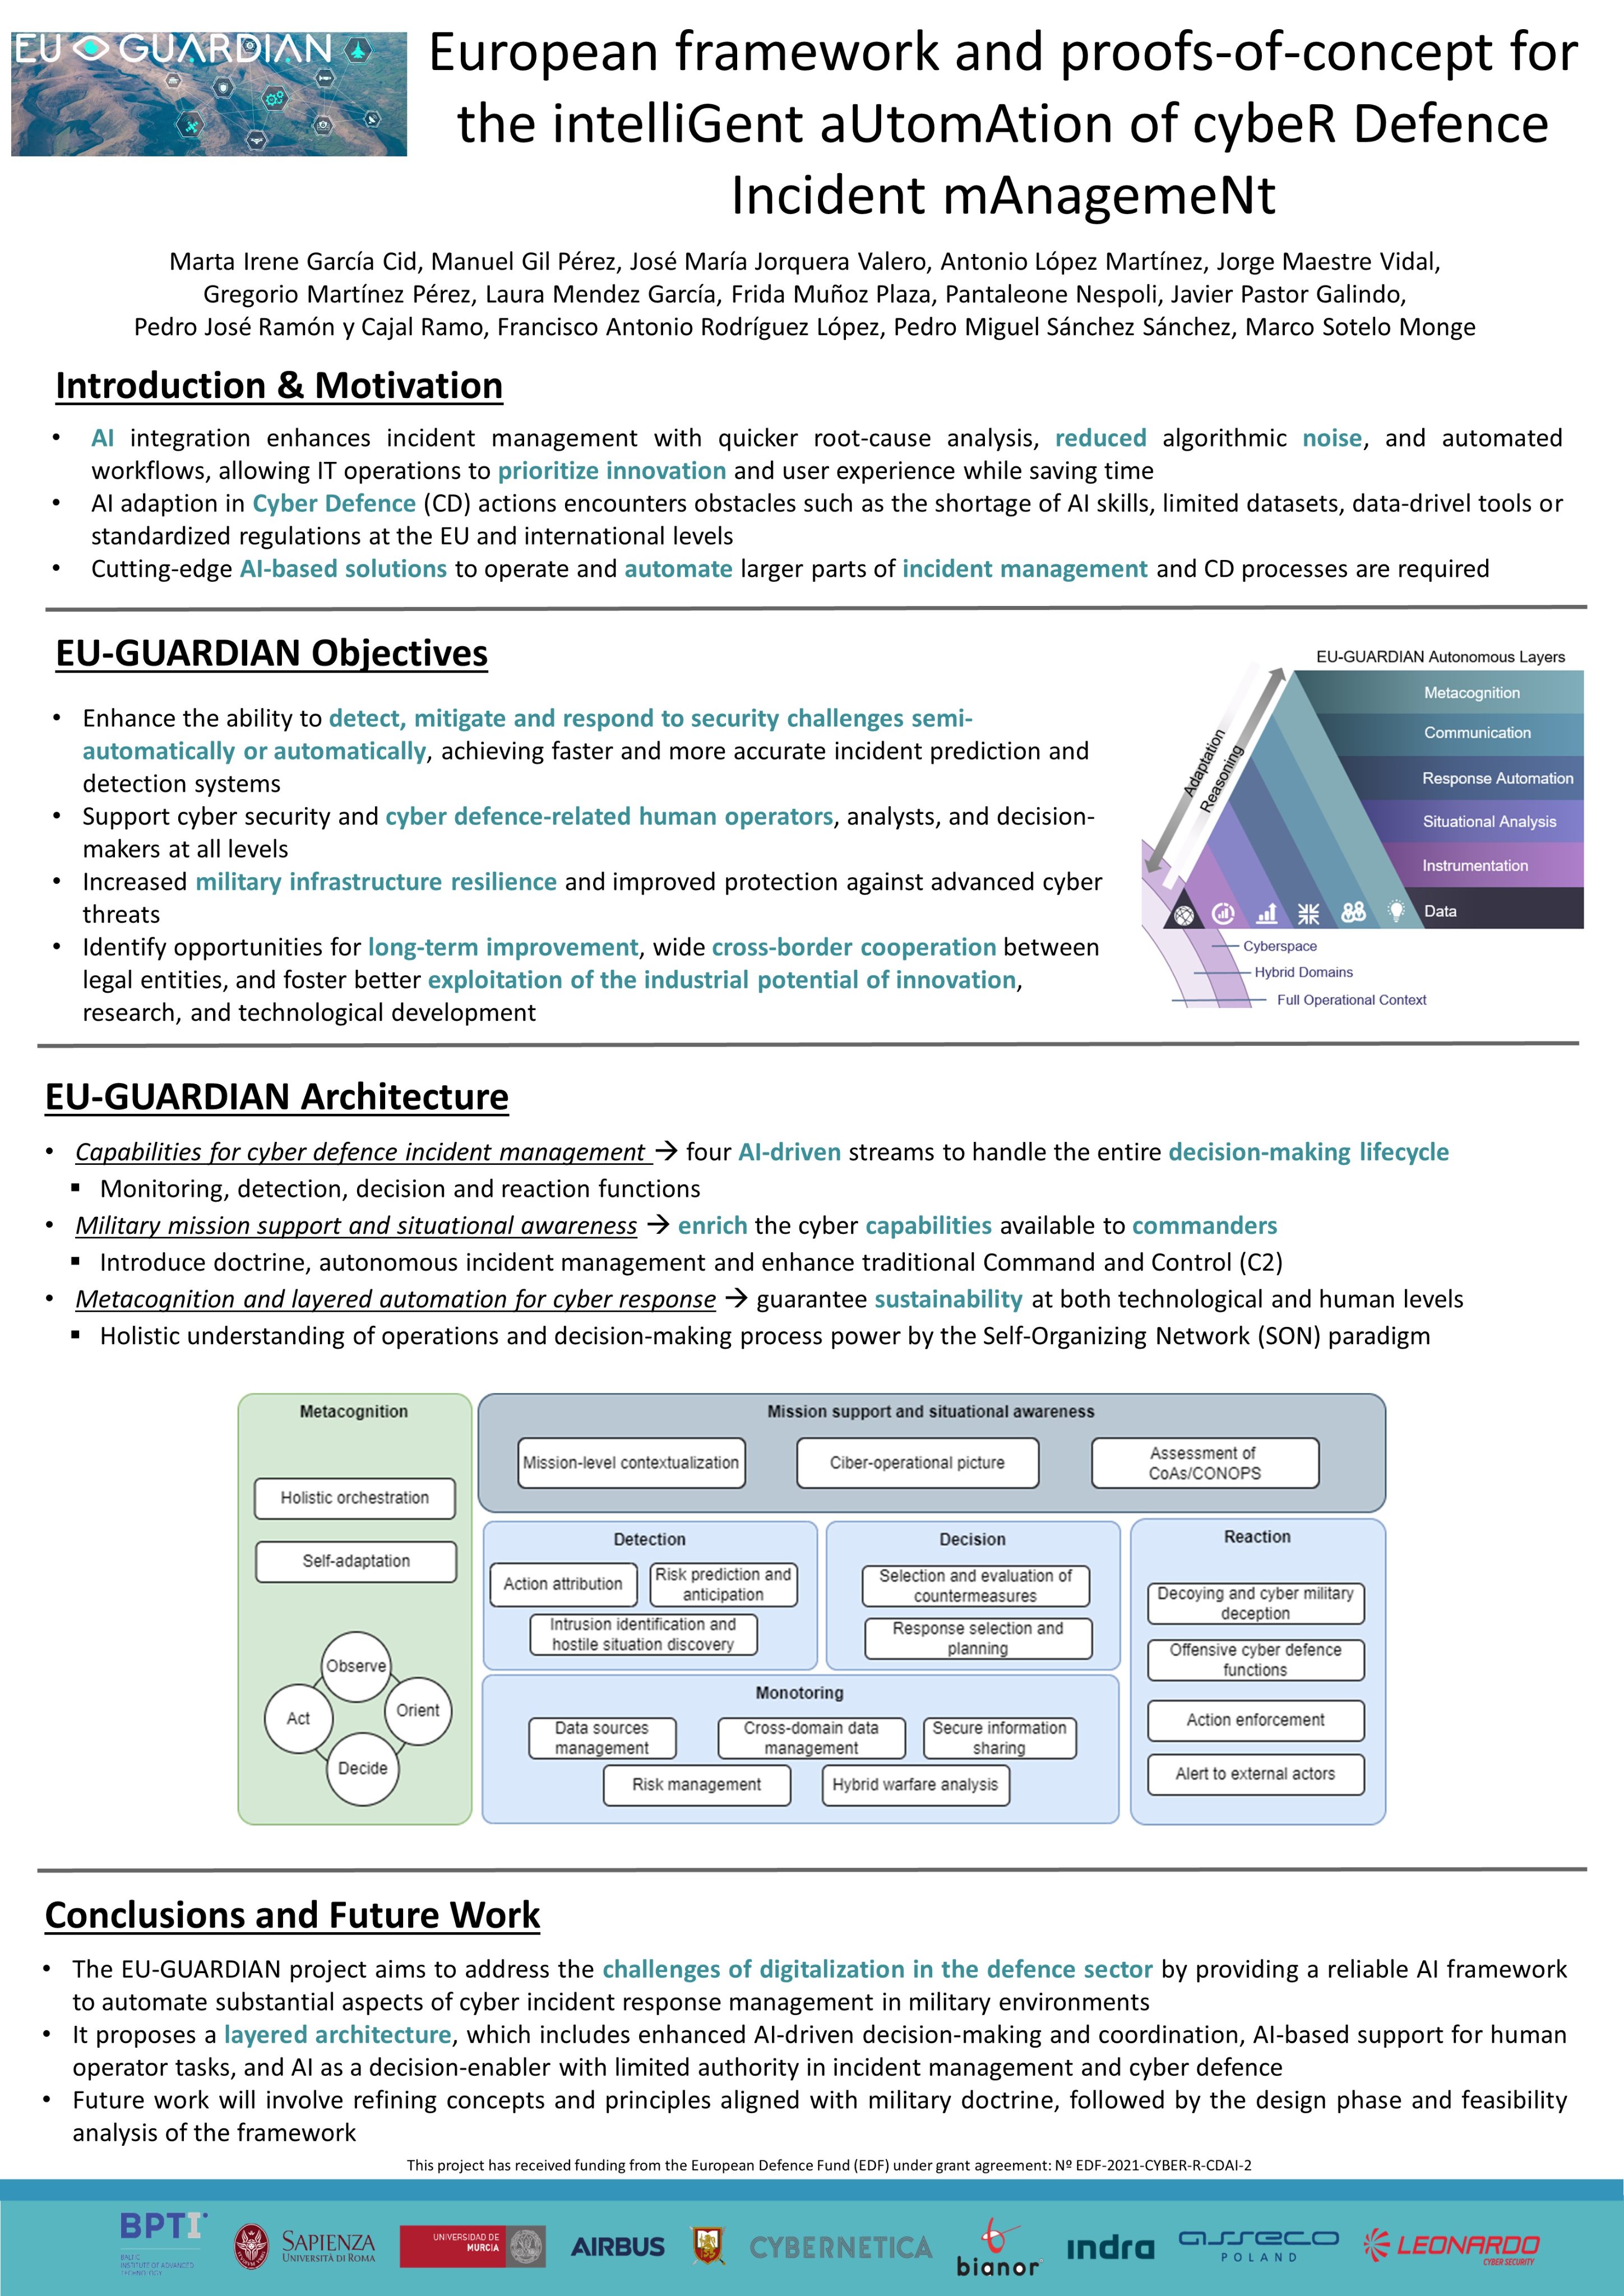 EU GUARDIAN
European framework and proofs-of-concept for
the intelliGent aUtomAtion of cybeR Defence
Incident mAnagemeNt
Marta Irene García Cid, Manuel Gil Pérez, José María Jorquera Valero, Antonio López Martínez, Jorge Maestre Vidal,
Gregorio Martínez Pérez, Laura Mendez García, Frida Muñoz Plaza, Pantaleone Nespoli, Javier Pastor Galindo,
Pedro José Ramón y Cajal Ramo, Francisco Antonio Rodríguez López, Pedro Miguel Sánchez Sánchez, Marco Sotelo Monge
Introduction & Motivation
• AI integration enhances incident management with quicker root-cause analysis, reduced algorithmic noise, and automated
workflows, allowing IT operations to prioritize innovation and user experience while saving time
• AI adaption in Cyber Defence (CD) actions encounters obstacles such as the shortage of AI skills, limited datasets, data-drivel tools or
standardized regulations at the EU and international levels
• Cutting-edge AI-based solutions to operate and automate larger parts of incident management and CD processes are required
EU-GUARDIAN Objectives
• Enhance the ability to detect, mitigate and respond to security challenges semi-
automatically or automatically, achieving faster and more accurate incident prediction and
detection systems
• Support cyber security and cyber defence-related human operators, analysts, and decision-
makers at all levels
• Increased military infrastructure resilience and improved protection against advanced cyber
threats
• Identify opportunities for long-term improvement, wide cross-border cooperation between
legal entities, and foster better exploitation of the industrial potential of innovation,
research, and technological development
EU-GUARDIAN Autonomous Layers
Adaptation
Reasoning
Metacognition
Communication
Response Automation
Situational Analysis
Instrumentation
Data
Cyberspace
Hybrid Domains
Full Operational Context
EU-GUARDIAN Architecture
• Capabilities for cyber defence incident management → four AI-driven streams to handle the entire decision-making lifecycle
▪ Monitoring, detection, decision and reaction functions
• Military mission support and situational awareness → enrich the cyber capabilities available to commanders
▪ Introduce doctrine, autonomous incident management and enhance traditional Command and Control (C2)
• Metacognition and layered automation for cyber response → guarantee sustainability at both technological and human levels
▪ Holistic understanding of operations and decision-making process power by the Self-Organizing Network (SON) paradigm
Metacognition
Holistic orchestration
Self-adaptation
Observe
Orient
Act
Decide
Mission support and situational awareness
Mission-level contextualization
Ciber-operational picture
Assessment of
CoAs/CONOPS
Detection
Action attribution
Risk prediction and
anticipation
Intrusion identification and
hostile situation discovery
Decision
Selection and evaluation of
countermeasures
Response selection and
planning
Reaction
Decoying and cyber military
deception
Offensive cyber defence
functions
Action enforcement
Alert to external actors
Monotoring
Data sources
management
Cross-domain data
management
Secure information
sharing
Risk management
Hybrid warfare analysis
Conclusions and Future Work
• The EU-GUARDIAN project aims to address the challenges of digitalization in the defence sector by providing a reliable AI framework
to automate substantial aspects of cyber incident response management in military environments
• It proposes a layered architecture, which includes enhanced AI-driven decision-making and coordination, AI-based support for human
operator tasks, and AI as a decision-enabler with limited authority in incident management and cyber defence
• Future work will involve refining concepts and principles aligned with military doctrine, followed by the design phase and feasibility
analysis of the framework
This project has received funding from the European Defence Fund (EDF) under grant agreement: Nº EDF-2021-CYBER-R-CDAI-2
BPTI
BALTIC
INSTITUTE OF ADVANCED
TECHNOLOGY
SAPIENZA
UNIVERSITÀ DI ROMA
UNIVERSIDAD DE
MURCIA
AIRBUS
CYBERNETICA
bianor
indra
asseco
POLAND
LEONARDO
CYBER SECURITY